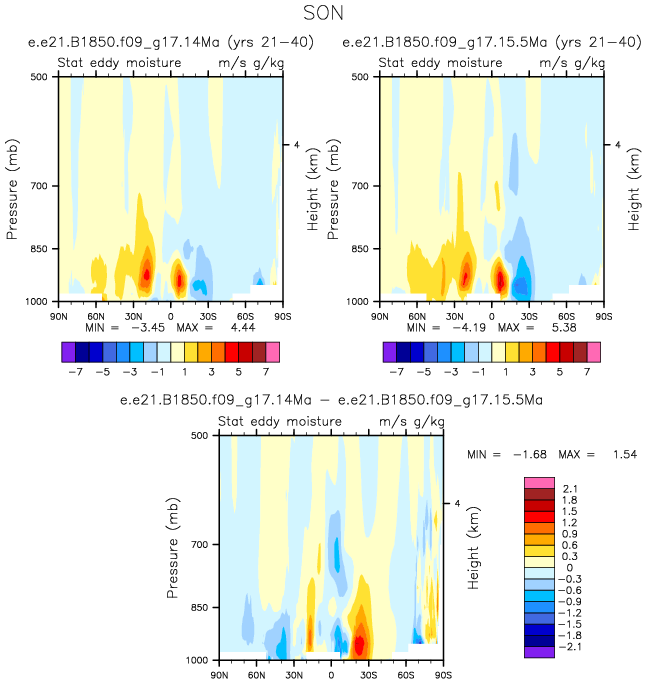 SON
e.e21.B1850.f09_g17.14Ma (yrs 21-40)
Stat eddy moisture m/s g/kg
500
700
850
1000
Pressure (mb)
4
Height (km)
90N 60N 30N 0 30S 60S 90S
MIN = -3.45 MAX = 4.44
-7 -5 -3 -1 1 3 5 7
e.e21.B1850.f09_g17.15.5Ma (yrs 21-40)
Stat eddy moisture m/s g/kg
500
700
850
1000
Pressure (mb)
4
Height (km)
90N 60N 30N 0 30S 60S 90S
MIN = -4.19 MAX = 5.38
-7 -5 -3 -1 1 3 5 7
e.e21.B1850.f09_g17.14Ma - e.e21.B1850.f09_g17.15.5Ma
Stat eddy moisture m/s g/kg
500
700
850
1000
Pressure (mb)
4
Height (km)
90N 60N 30N 0 30S 60S 90S
MIN = -1.68 MAX = 1.54
2.1
1.8
1.5
1.2
0.9
0.6
0.3
0
-0.3
-0.6
-0.9
-1.2
-1.5
-1.8
-2.1